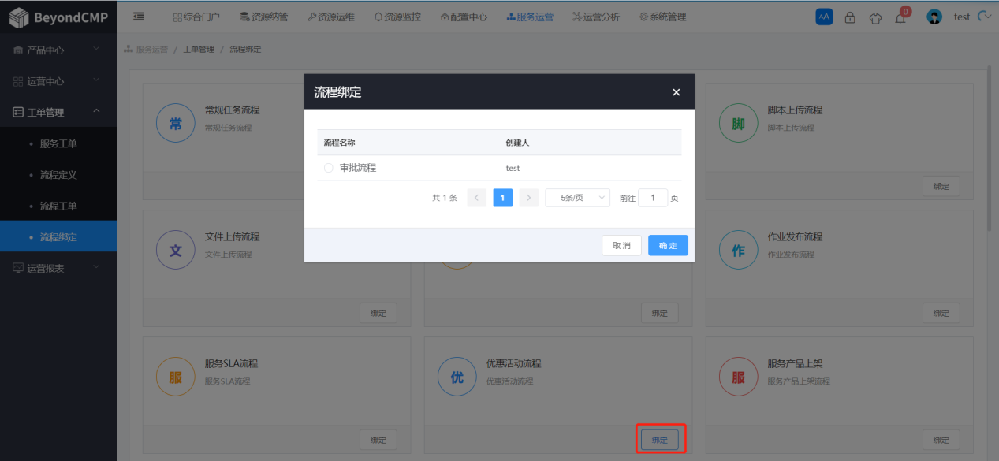 BeyondCMP
综合门户 资源纳管 资源运维 资源监控 配置中心 服务运营 运营分析 系统管理
AA
0
test
产品中心
运营中心
工单管理
服务工单
流程定义
流程工单
流程绑定
运营报表
服务运营 / 工单管理 / 流程绑定
常
常规任务流程
常规任务流程
脚
脚本上传流程
脚本上传流程
绑定
流程绑定
×
流程名称 创建人
审批流程 test
共 1 条 < 1 > 5条/页 前往 1 页
取 消 确 定
文
文件上传流程
文件上传流程
绑定
绑定
作
作业发布流程
作业发布流程
绑定
服
服务SLA流程
服务SLA流程
绑定
优
优惠活动流程
优惠活动流程
绑定
服
服务产品上架
服务产品上架流程
绑定